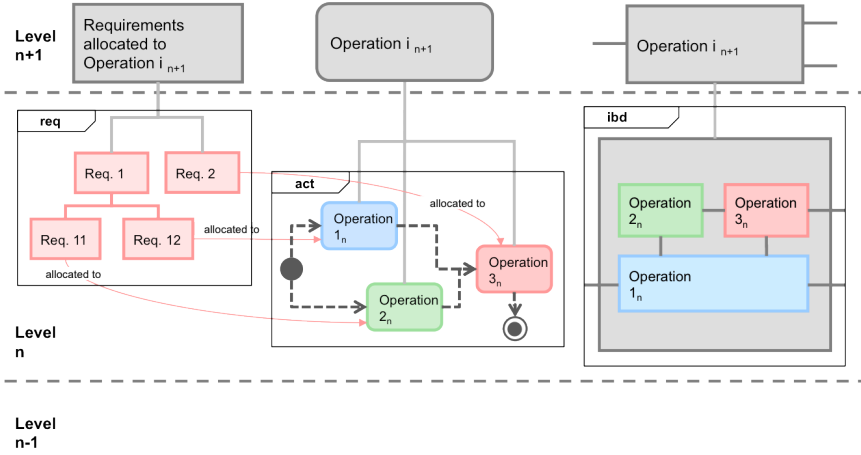 Level
n+1
Requirements
allocated to
Operation i n+1
Operation i n+1
Operation i n+1
req
Req. 1
Req. 2
Req. 11
Req. 12
allocated to
allocated to
allocated to
act
Operation
1n
Operation
2n
Operation
3n
ibd
Operation
2n
Operation
3n
Operation
1n
Level
n
Level
n-1